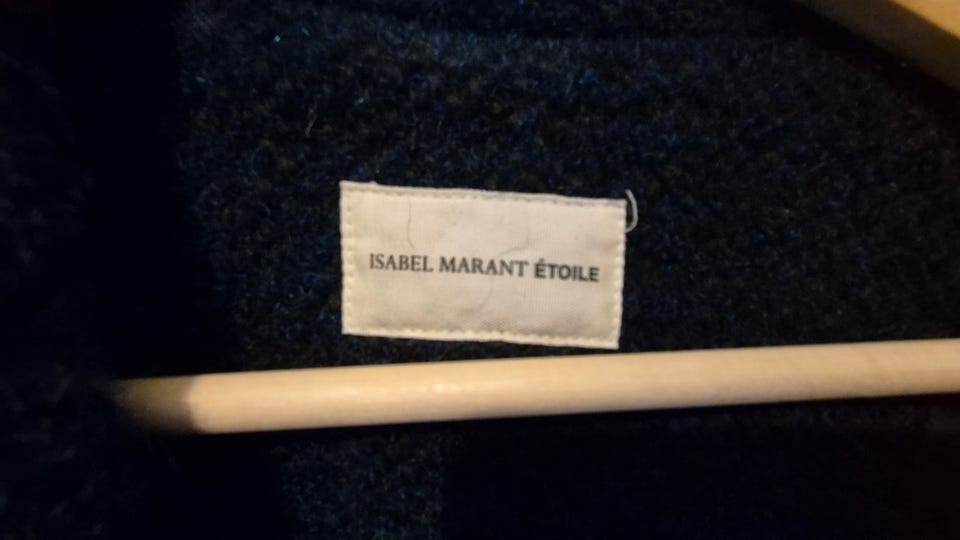 ISABEL MARANT ÉTOILE